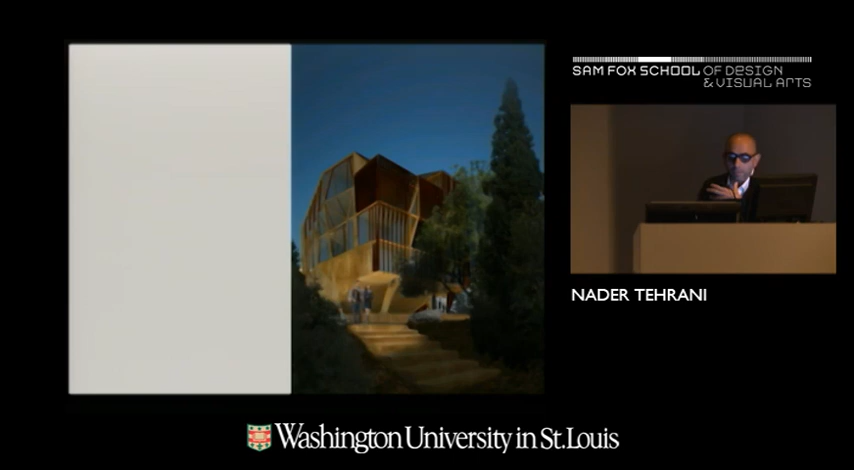 SAM FOX SCHOOL OF DESIGN
& VISUAL ARTS
NADER TEHRANI
Washington University in St. Louis